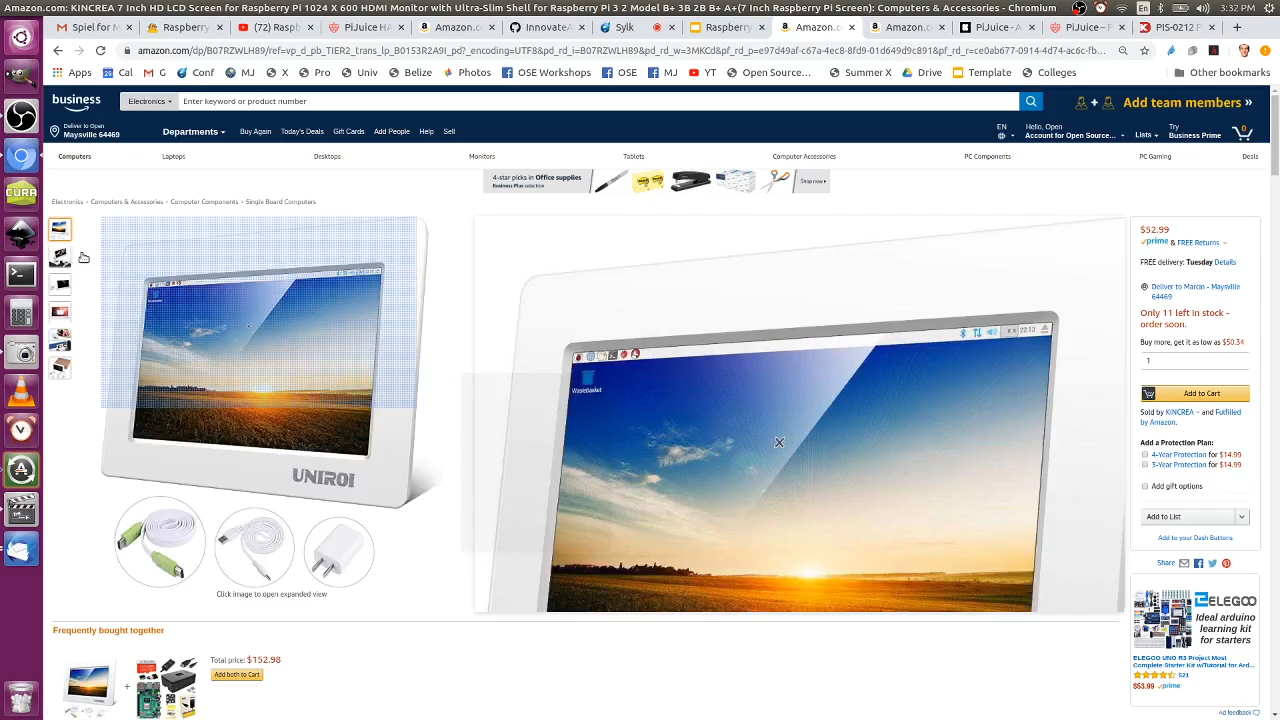 Amazon.com: KINCREA 7 inch LCD Screen for Raspberry Pi 1024 X 600 HDMI Monitor with Ultra-Slim Shell for Raspberry Pi 2 Model B+ 3B 2B B+A+(7 Inch Raspberry Pi Screen): Computers & Accessories - Google Chrome
Spiel for M
Raspberry
(72) Raspb
Raspberry
Amazon.c
Innovate
Sylk
Raspberry
Amazon.c
Amazon.c
PiJuice - A
PiJuice – P
PIS-0212 P
amazon.com/dp/B07RZWLH89/ref=vp_d_pb_TIER2_trans_lp_B0153R2A9I_pd?_encoding=UTF8&pd_rd_i=B07RZWLH89&pd_rd_w=3MKCd&pf_rd_p=e97d49af-c67a-4ec8-8fd9-01d649d9c891&pf_rd_r=ce0ab677-0914-4d74-ac6c-fb...
Apps
Cal
G
Conf
MJ
X
Pro
Univ
Belize
Photos
OSE Workshops
OSE
MJ
YT
Open Source...
Summer X
Drive
Template
Colleges
Other bookmarks
business
Electronics
Enter keyword or product number
Add team members »
Deliver to Open
Maysville 64469
Departments
Buy Again
Today's Deals
Gift Cards
Add People
Help
Sell
EN
Hello, Open
Account for Open Source...
Lists
Try
Business Prime
0
Computers
Laptops
Desktops
Monitors
Tablets
Computer Accessories
PC Components
PC Gaming
Deals
4-star picks in Office supplies
Business Plus selection
Shop now
Electronics › Computers & Accessories › Computer Components › Single Board Computers
UNIROI
Click image to open expanded view
22:13
Wastebasket
$52.99
prime & FREE Returns
FREE delivery: Tuesday Details
Deliver to Marcin - Maysville
64469
Only 11 left in stock -
order soon.
Buy more, get it as low as $50.34
1
Add to Cart
Sold by KINCREA and Fulfilled
by Amazon.
Add a Protection Plan:
4-Year Protection for $14.99
3-Year Protection for $14.99
Add gift options
Add to List
Add to your Dash Buttons
Share
ELEGOO
Ideal arduino
learning kit
for starters
ELEGOO UNO R3 Project Most
Complete Starter Kit w/Tutorial for Ard...
521
$53.99 prime
Ad feedback
Frequently bought together
Total price: $152.98
Add both to Cart